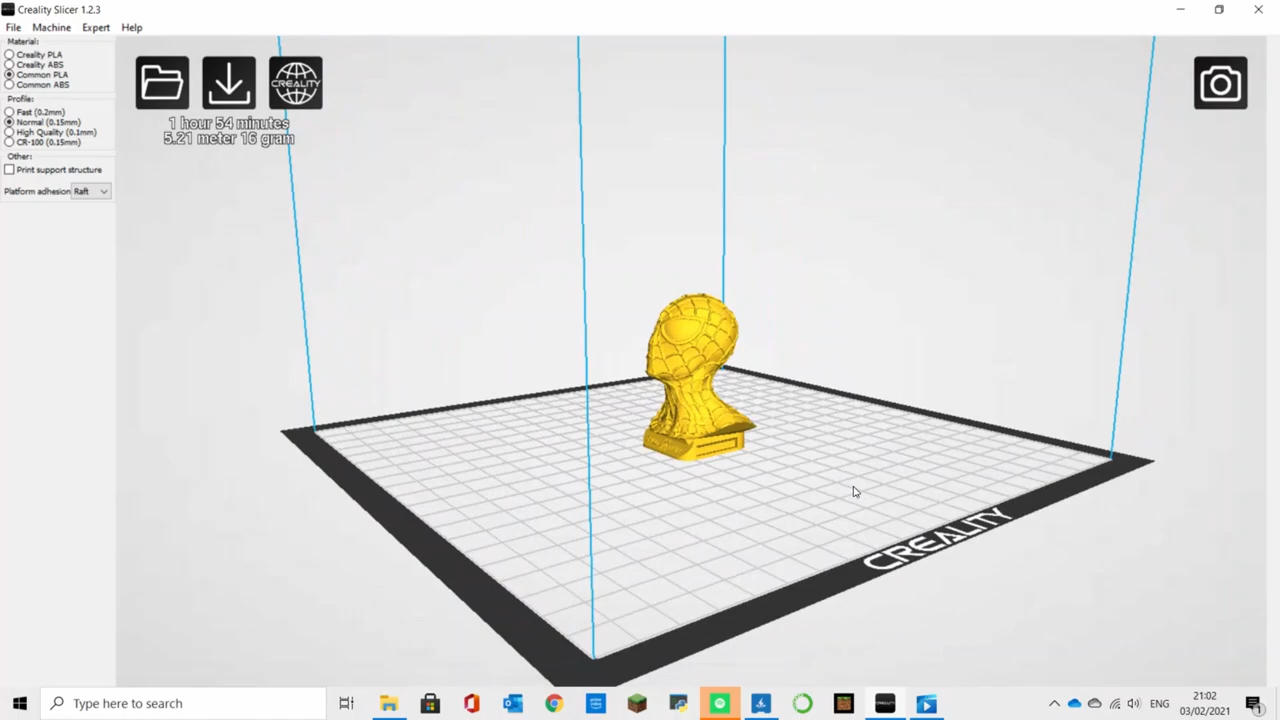 Creality Slicer 1.2.3
File Machine Expert Help
Material:
Creality PLA
Creality ABS
Common PLA
Common ABS
Profile:
Fast (0.2mm)
Normal (0.15mm)
High Quality (0.1mm)
CR-100 (0.15mm)
Other:
Print support structure
Platform adhesion Raft
CREALITY
1 hour 54 minutes
5.21 meter 16 gram
CREALITY
Type here to search
ENG
21:02
03/02/2021
1